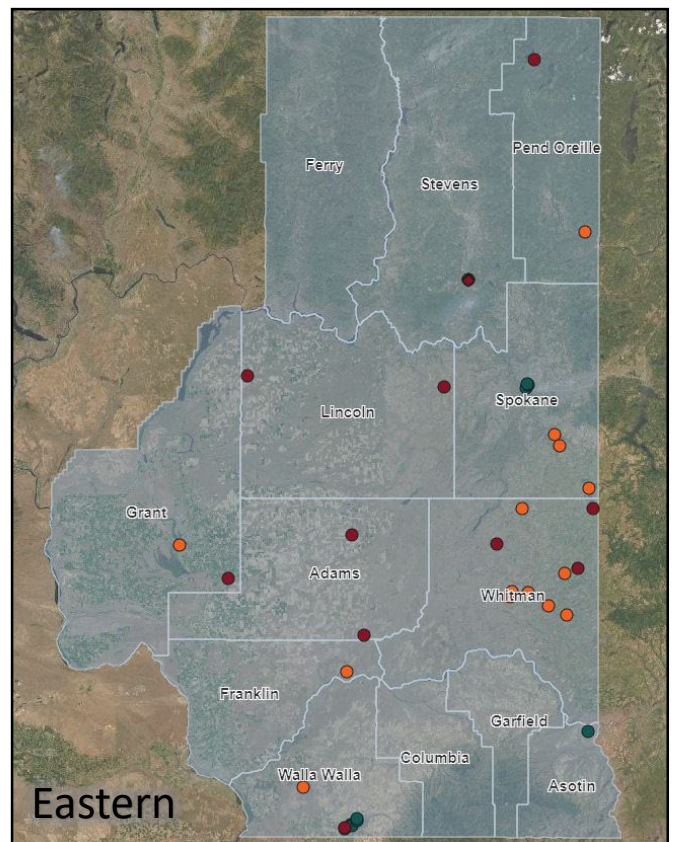 Pend Oreille
Ferry
Stevens
Spokane
Lincoln
Grant
Adams
Whitman
Franklin
Garfield
Columbia
Walla Walla
Asotin
Eastern